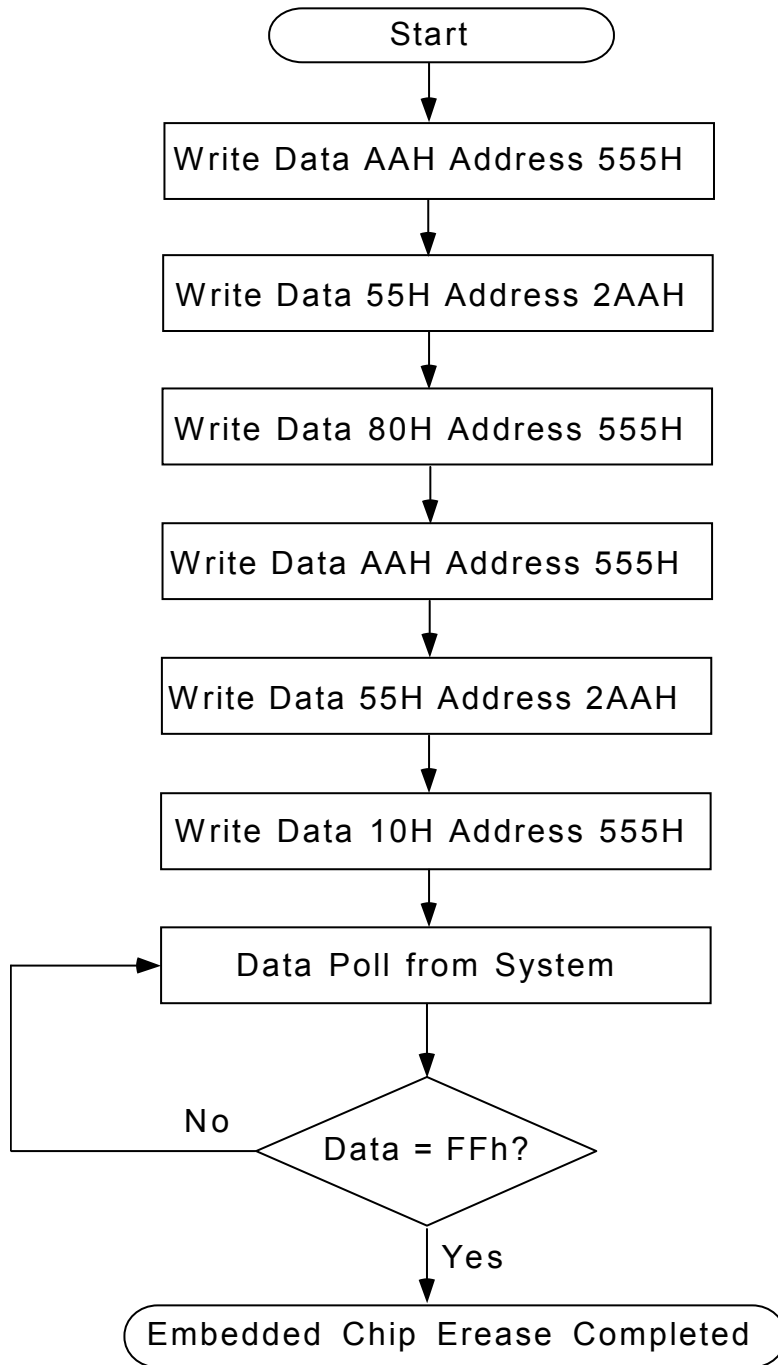 Start
Write Data AAH Address 555H
Write Data 55H Address 2AAH
Write Data 80H Address 555H
Write Data AAH Address 555H
Write Data 55H Address 2AAH
Write Data 10H Address 555H
Data Poll from System
No
Data = FFh?
Yes
Embedded Chip Erease Completed